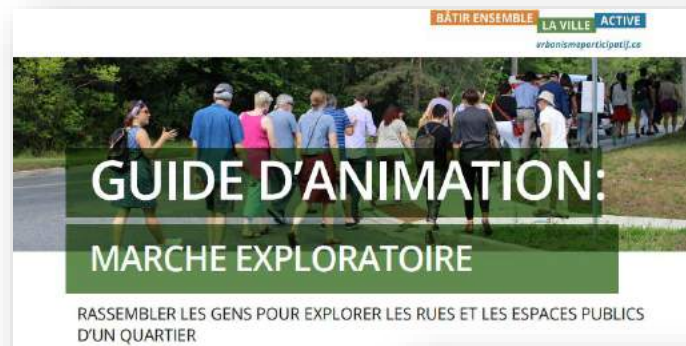 BÂTIR ENSEMBLE LA VILLE ACTIVE
urbanismeparticipatif.ca
GUIDE D'ANIMATION:
MARCHE EXPLORATOIRE
RASSEMBLER LES GENS POUR EXPLORER LES RUES ET LES ESPACES PUBLICS
D'UN QUARTIER